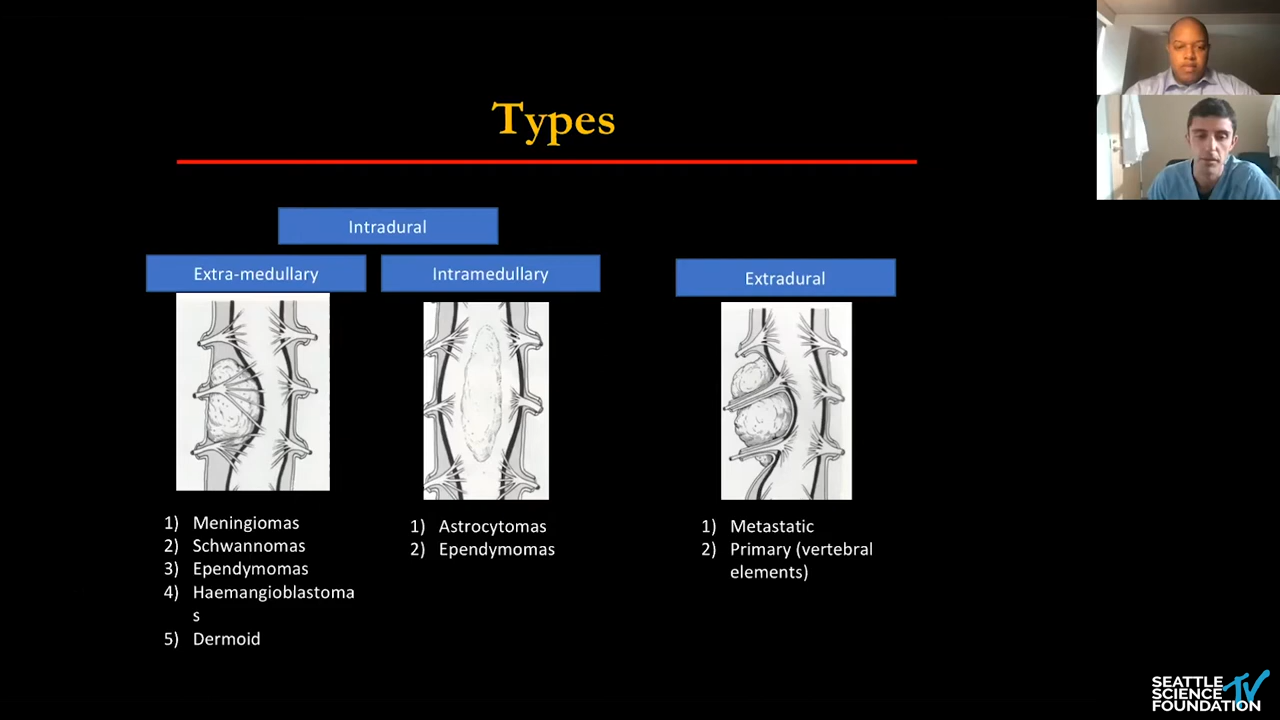 Types
Intradural
Extra-medullary
Intramedullary
Extradural
1) Meningiomas
2) Schwannomas
3) Ependymomas
4) Haemangioblastoma
s
5) Dermoid
1) Astrocytomas
2) Ependymomas
1) Metastatic
2) Primary (vertebral
elements)
SEATTLE
SCIENCE TV
FOUNDATION